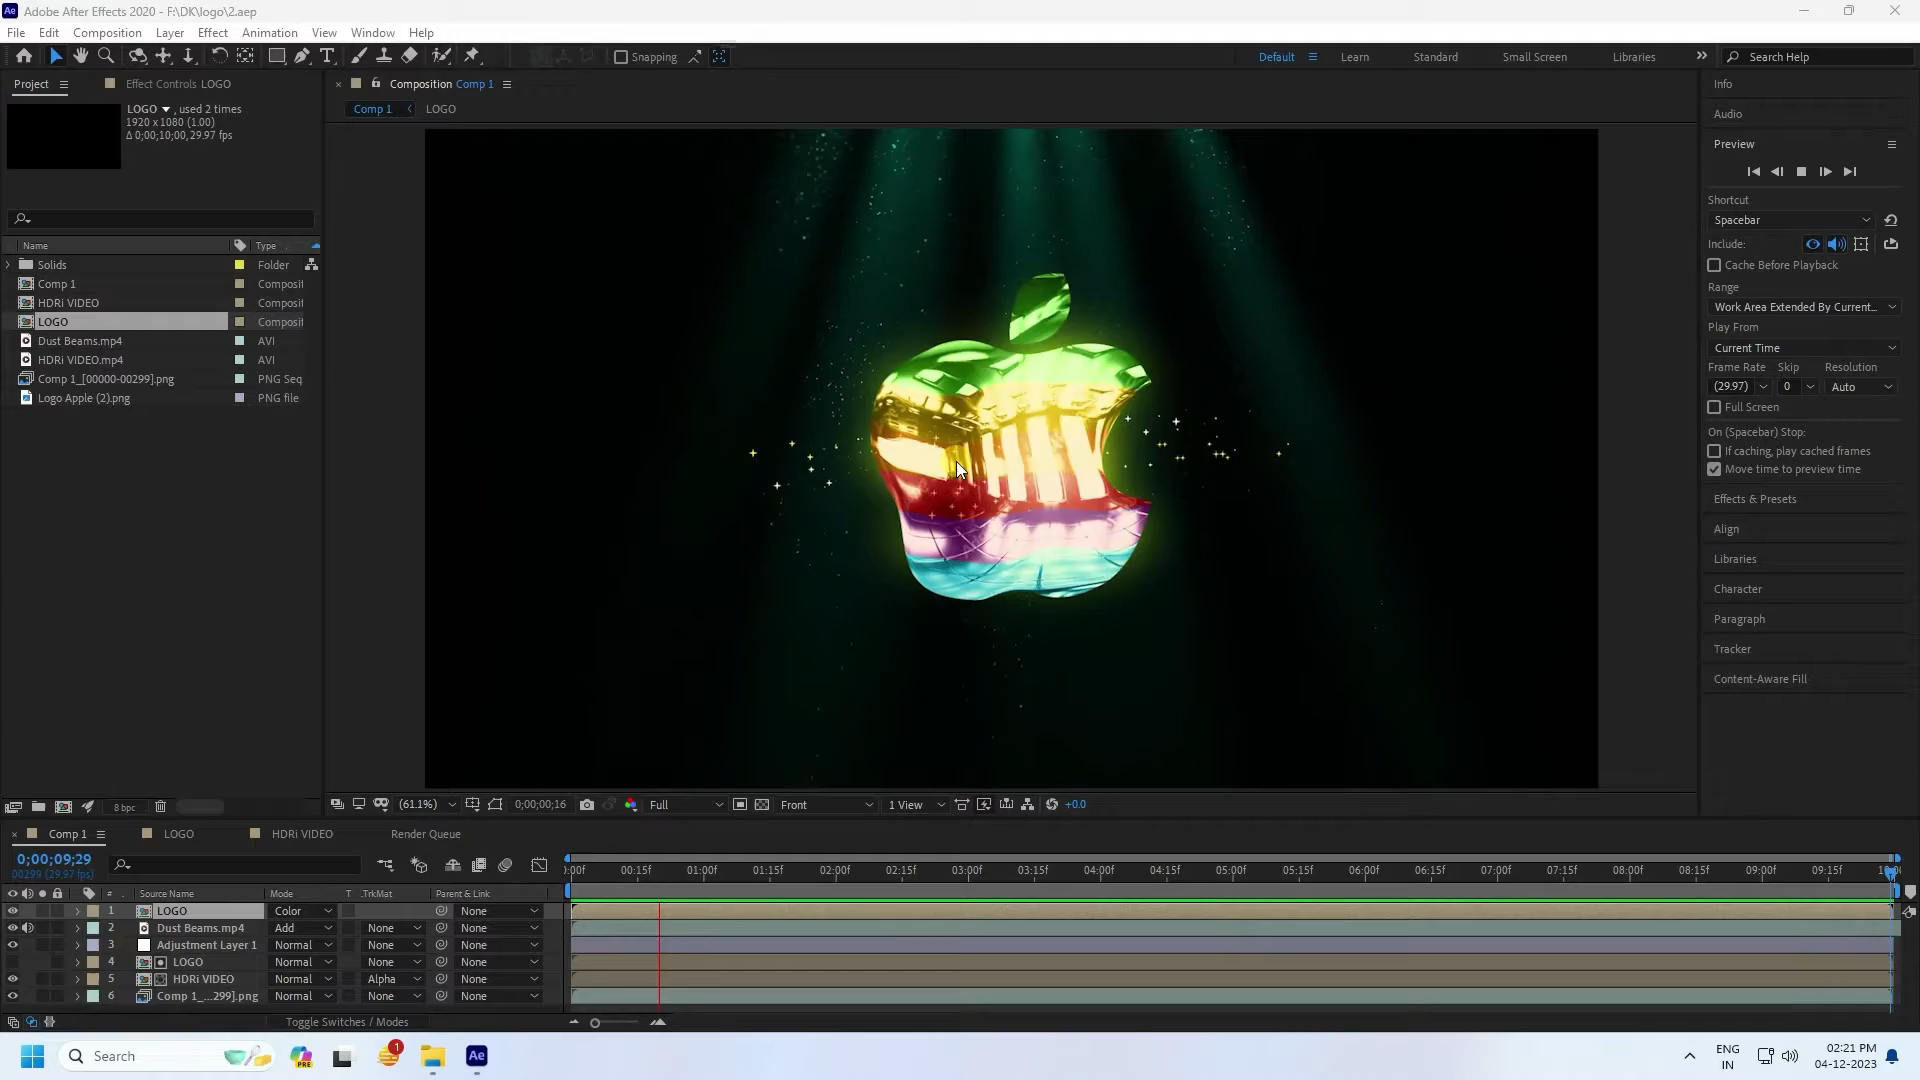 Adobe After Effects 2020 - F:\DK\logo\2.aep
File Edit Composition Layer Effect Animation View Window Help
Snapping Default Learn Standard Small Screen Libraries Search Help
Project Effect Controls LOGO
LOGO , used 2 times
1920 x 1080 (1.00)
Δ 0;00;10;00, 29.97 fps
Name Type
Solids Folder
Comp 1 Composit
HDRi VIDEO Composit
LOGO Composit
Dust Beams.mp4 AVI
HDRi VIDEO.mp4 AVI
Comp 1_[00000-00299].png PNG Seq
Logo Apple (2).png PNG file
8 bpc
Composition Comp 1
Comp 1 LOGO
(61.1%) 0;00;00;16 Full Front 1 View +0.0
Info
Audio
Preview
Shortcut
Spacebar
Include:
Cache Before Playback
Range
Work Area Extended By Current...
Play From
Current Time
Frame Rate Skip Resolution
(29.97) 0 Auto
Full Screen
On (Spacebar) Stop:
If caching, play cached frames
Move time to preview time
Effects & Presets
Align
Libraries
Character
Paragraph
Tracker
Content-Aware Fill
Comp 1 LOGO HDRi VIDEO Render Queue
0;00;09;29
00299 (29.97 fps)
):00f 00:15f 01:00f 01:15f 02:00f 02:15f 03:00f 03:15f 04:00f 04:15f 05:00f 05:15f 06:00f 06:15f 07:00f 07:15f 08:00f 08:15f 09:00f 09:15f
# Source Name Mode T .TrkMat Parent & Link
1 LOGO Color None
2 Dust Beams.mp4 Add None None
3 Adjustment Layer 1 Normal None None
4 LOGO Normal None None
5 HDRi VIDEO Normal Alpha None
6 Comp 1_...299].png Normal None None
Toggle Switches / Modes
Search PRE 1 Ae
ENG
IN
02:21 PM
04-12-2023